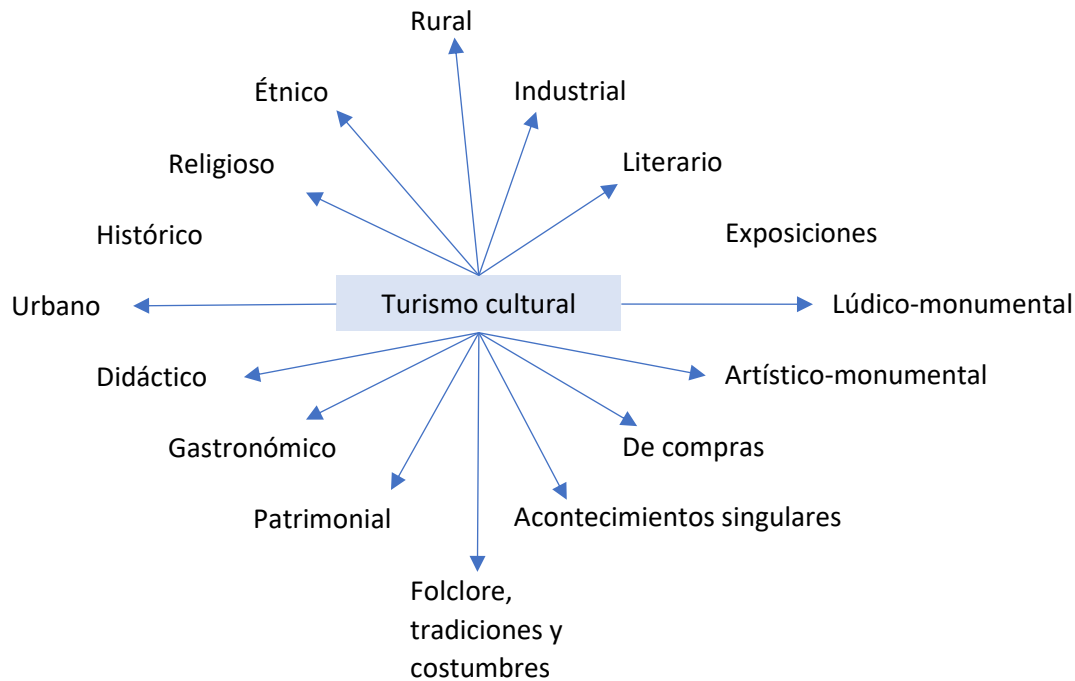 Rural
Étnico
Industrial
Religioso
Literario
Histórico
Exposiciones
Urbano
Turismo cultural
Lúdico-monumental
Didáctico
Artístico-monumental
Gastronómico
De compras
Patrimonial
Acontecimientos singulares
Folclore,
tradiciones y
costumbres